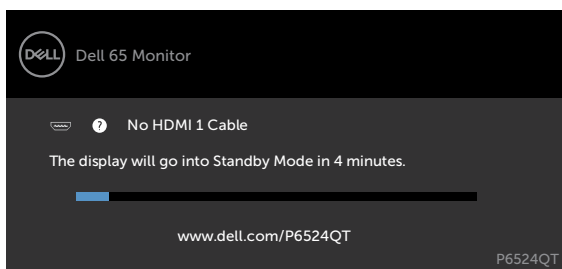 DELL Dell 65 Monitor
? No HDMI 1 Cable
The display will go into Standby Mode in 4 minutes.
www.dell.com/P6524QT
P6524QT